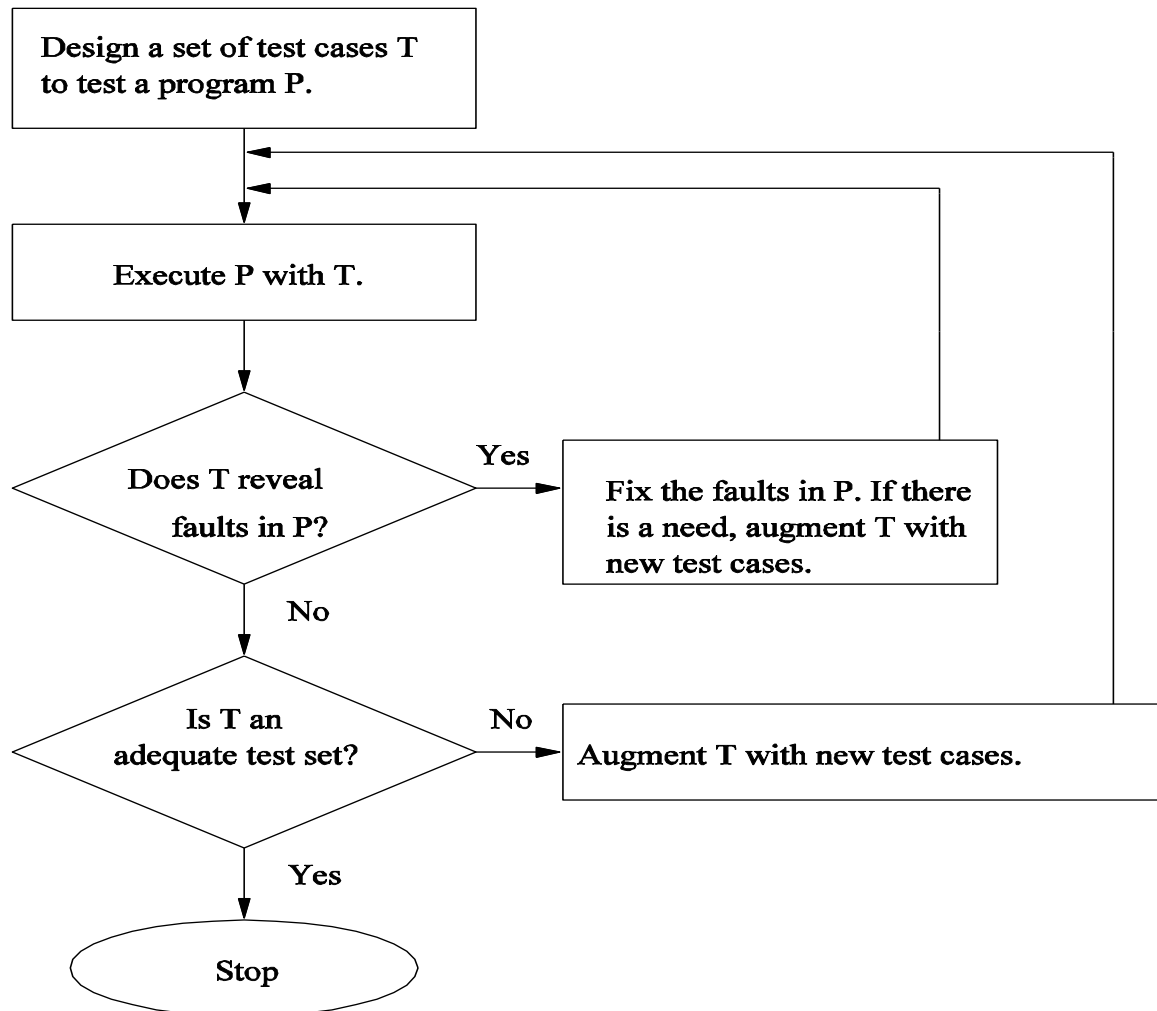 Design a set of test cases T
to test a program P.
Execute P with T.
Does T reveal
faults in P?
Yes
Fix the faults in P. If there
is a need, augment T with
new test cases.
No
Is T an
adequate test set?
No
Augment T with new test cases.
Yes
Stop